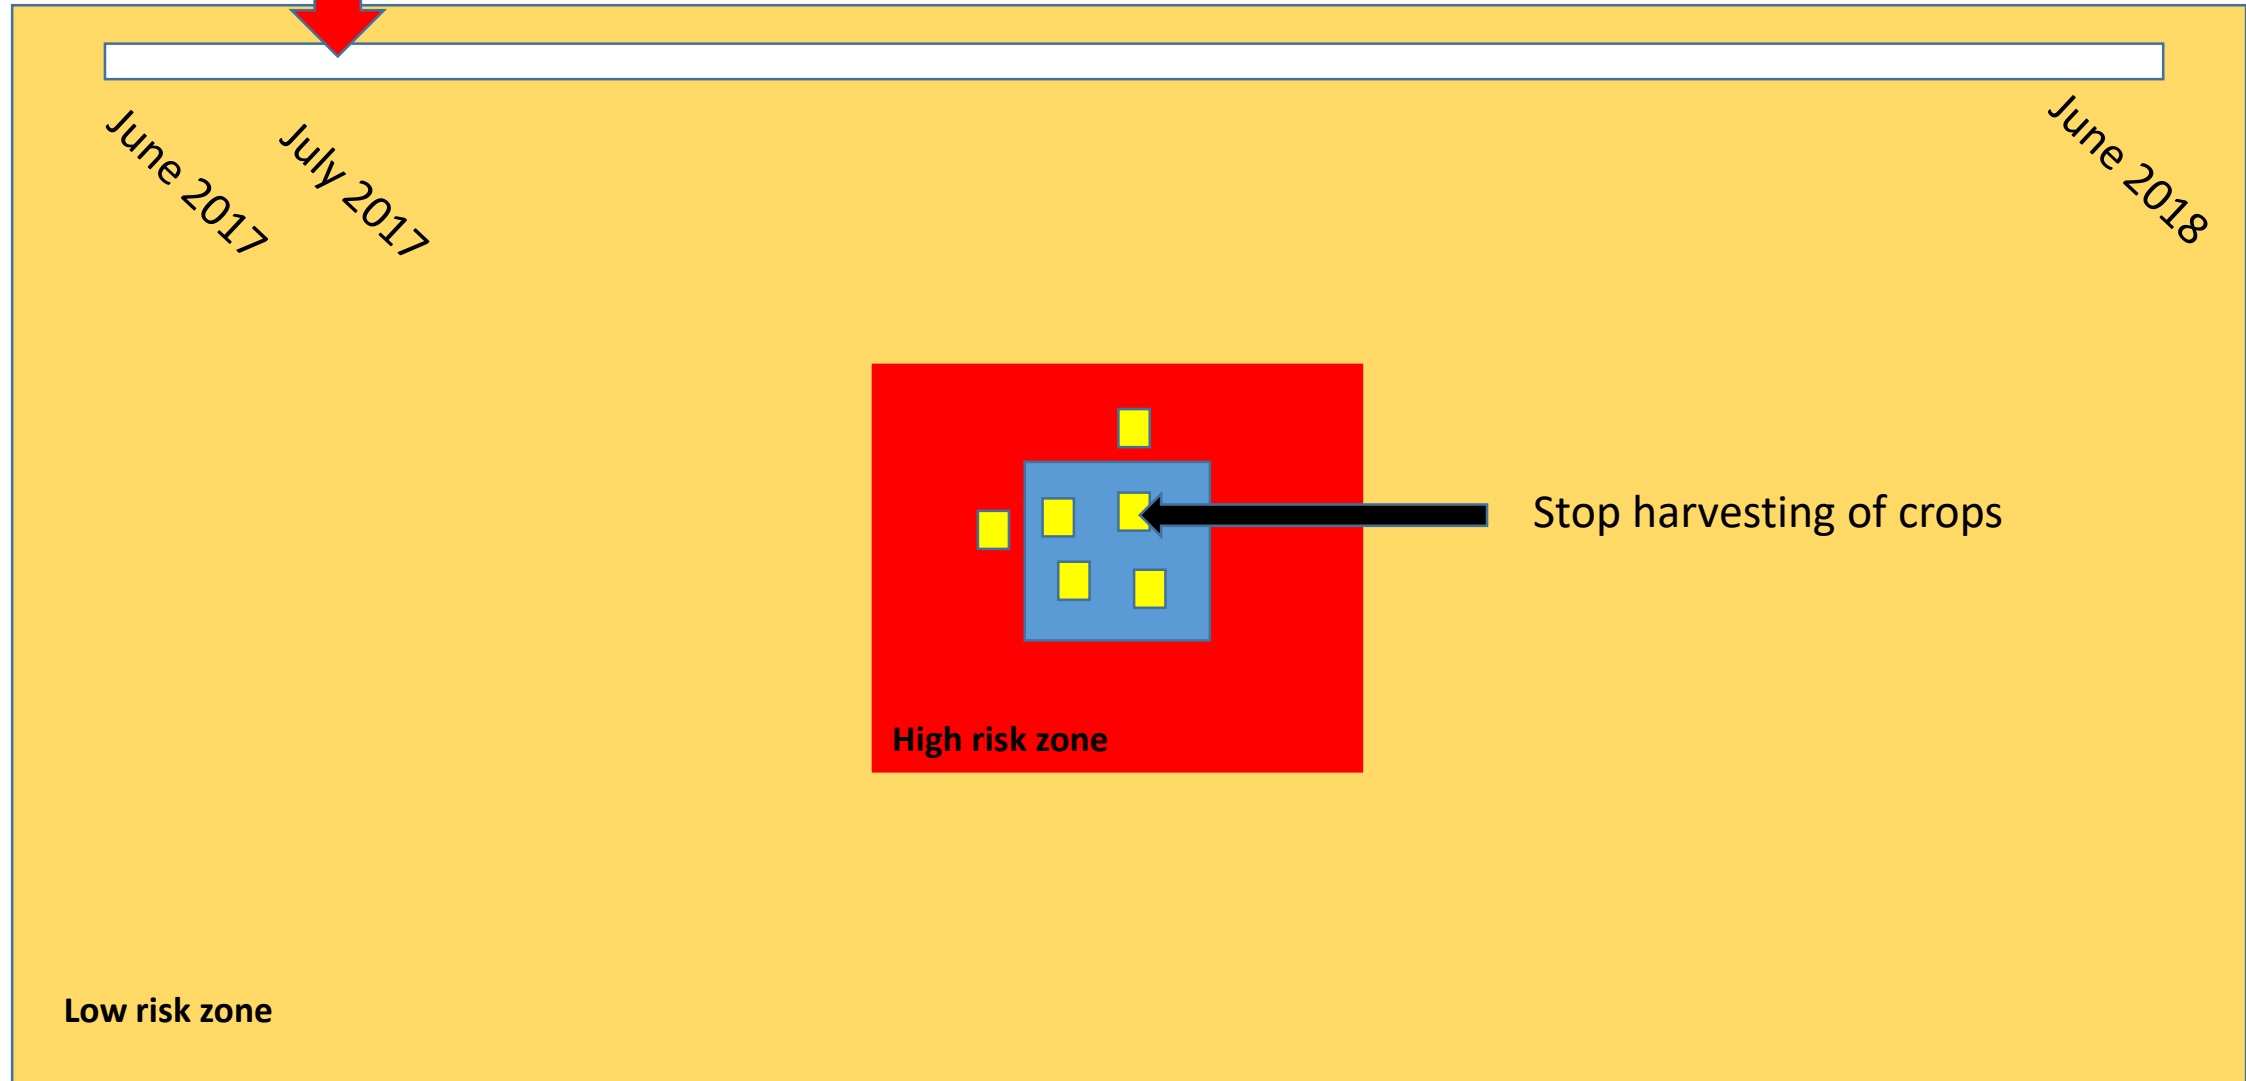 June 2017
July 2017
June 2018
Stop harvesting of crops
High risk zone
Low risk zone